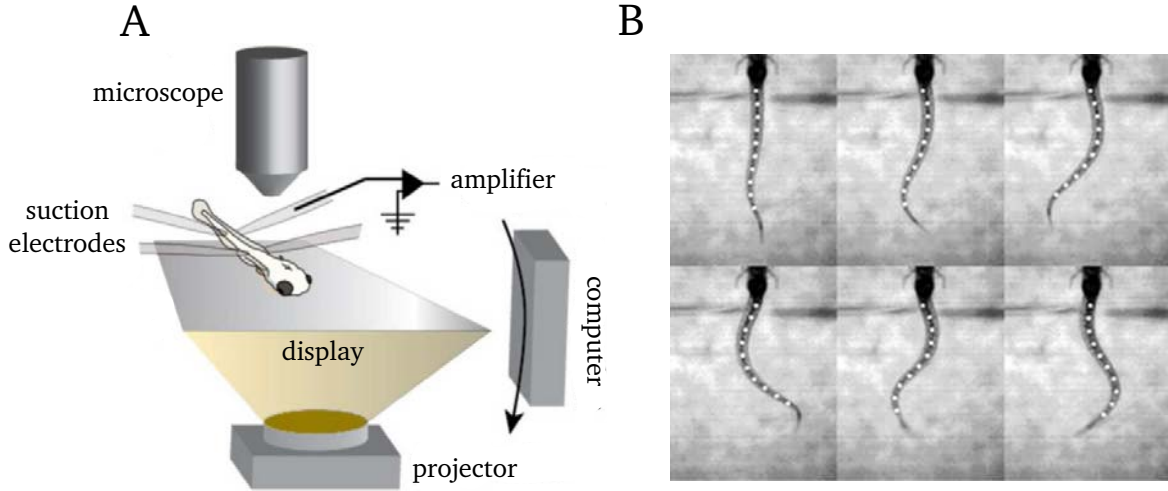 A
B
microscope
amplifier
suction
electrodes
computer
display
projector